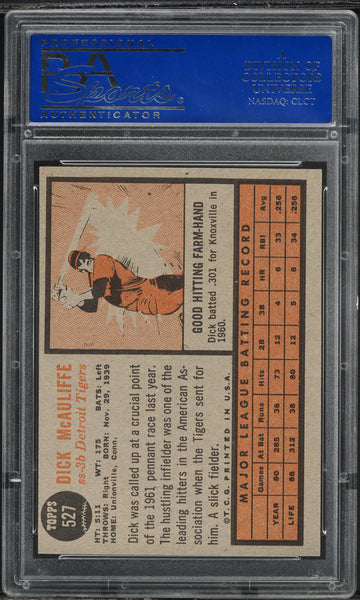 PROFESSIONAL
PSA
Sports
AUTHENTICATOR
A
DIVISION OF
COLLECTORS
UNIVERSE
NASDAQ: CLCT
TOPPS
527
DICK McAULIFFE
ss-3b Detroit Tigers
HT: 5:11 WT: 175 BATS: Left
THROWS: Right BORN: Nov. 29, 1939
HOME: Unionville, Conn.
Dick was called up at a crucial point
of the 1961 pennant race last year.
The hustling infielder was one of the
leading hitters in the American As-
sociation when the Tigers sent for
him. A slick fielder.
©T.C.G. PRINTED IN U.S.A.
GOOD HITTING FARM-HAND
Dick batted .301 for Knoxville in
1960.
MAJOR LEAGUE BATTING RECORD
Games At Bat Runs Hits 2B 3B HR RBI Avg
YEAR 80 285 36 73 12 4 6 33 .256
LIFE 88 312 38 80 13 5 6 34 .256